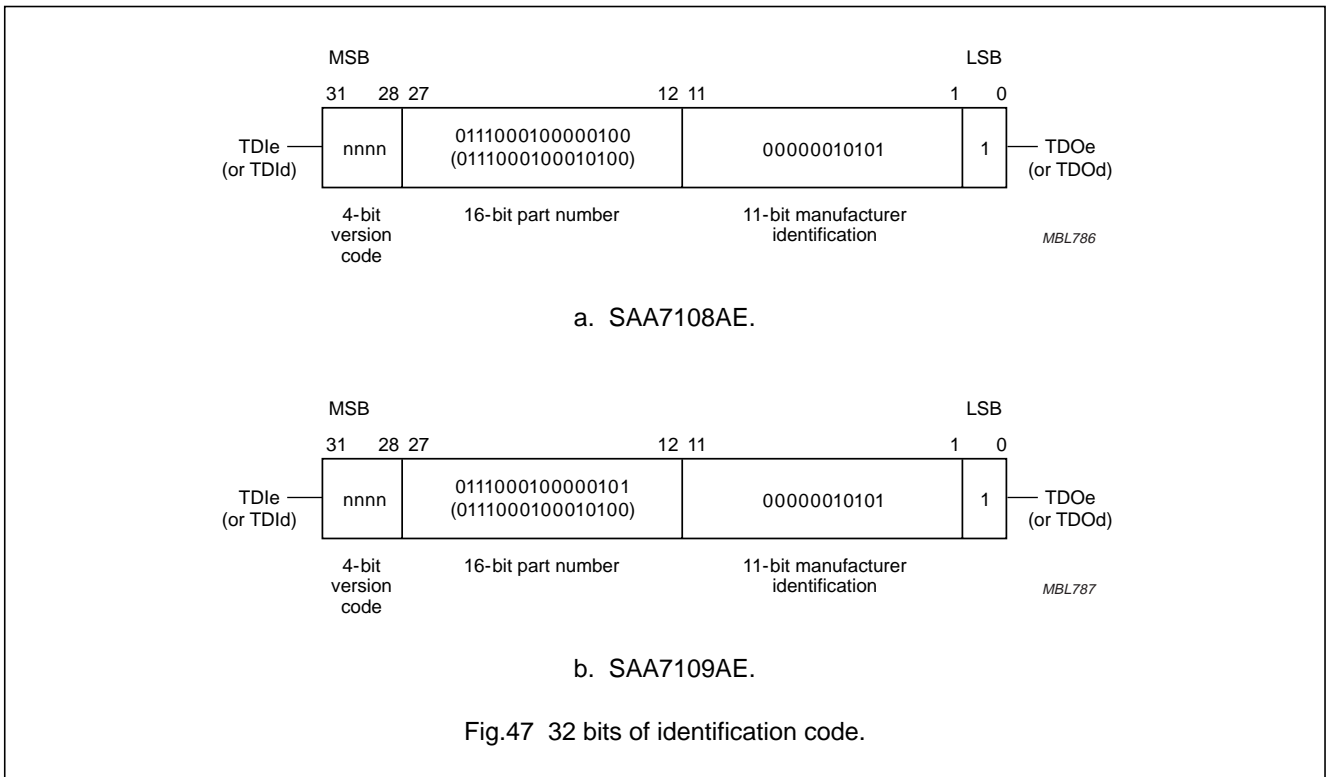 MSB LSB
31 28 27 12 11 1 0
TDIe
(or TDId)
nnnn
0111000100000100
(0111000100010100)
00000010101
1
TDOe
(or TDOd)
4-bit
version
code
16-bit part number
11-bit manufacturer
identification
MBL786
a. SAA7108AE.
MSB LSB
31 28 27 12 11 1 0
TDIe
(or TDId)
nnnn
0111000100000101
(0111000100010100)
00000010101
1
TDOe
(or TDOd)
4-bit
version
code
16-bit part number
11-bit manufacturer
identification
MBL787
b. SAA7109AE.
Fig.47 32 bits of identification code.